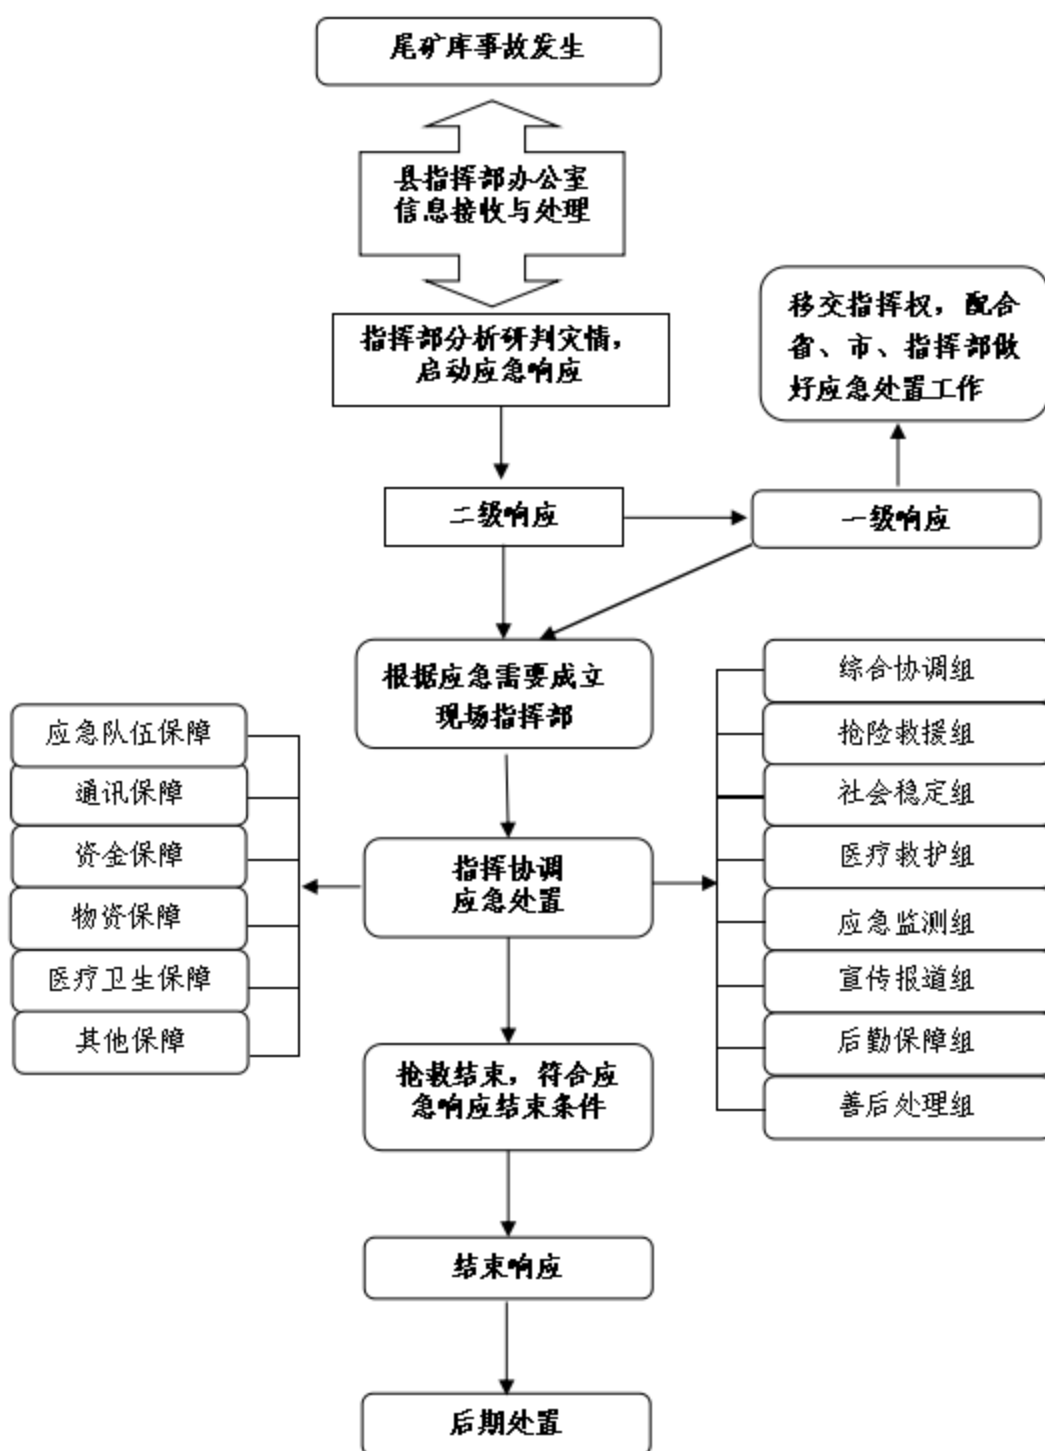 尾矿库事故发生
县指挥部办公室
信息接收与处理
指挥部分析研判灾情，
启动应急响应
移交指挥权，配合
省、市、指挥部做
好应急处置工作
二级响应
一级响应
根据应急需要成立
现场指挥部
应急队伍保障
通讯保障
资金保障
物资保障
医疗卫生保障
其他保障
指挥协调
应急处置
综合协调组
抢险救援组
社会稳定组
医疗救护组
应急监测组
宣传报道组
后勤保障组
善后处理组
抢救结束，符合应
急响应结束条件
结束响应
后期处置